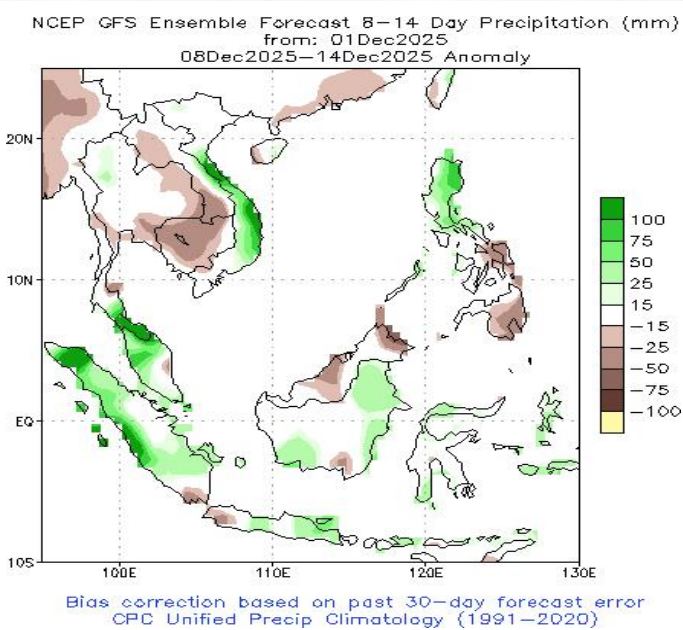 NCEP GFS Ensemble Forecast 8-14 Day Precipitation (mm)
from: 01Dec2025
08Dec2025-14Dec2025 Anomaly
20N
10N
EQ
10S
100E
110E
120E
130E
100
75
50
25
15
-15
-25
-50
-75
-100
Bias correction based on past 30-day forecast error
CPC Unified Precip Climatology (1991-2020)